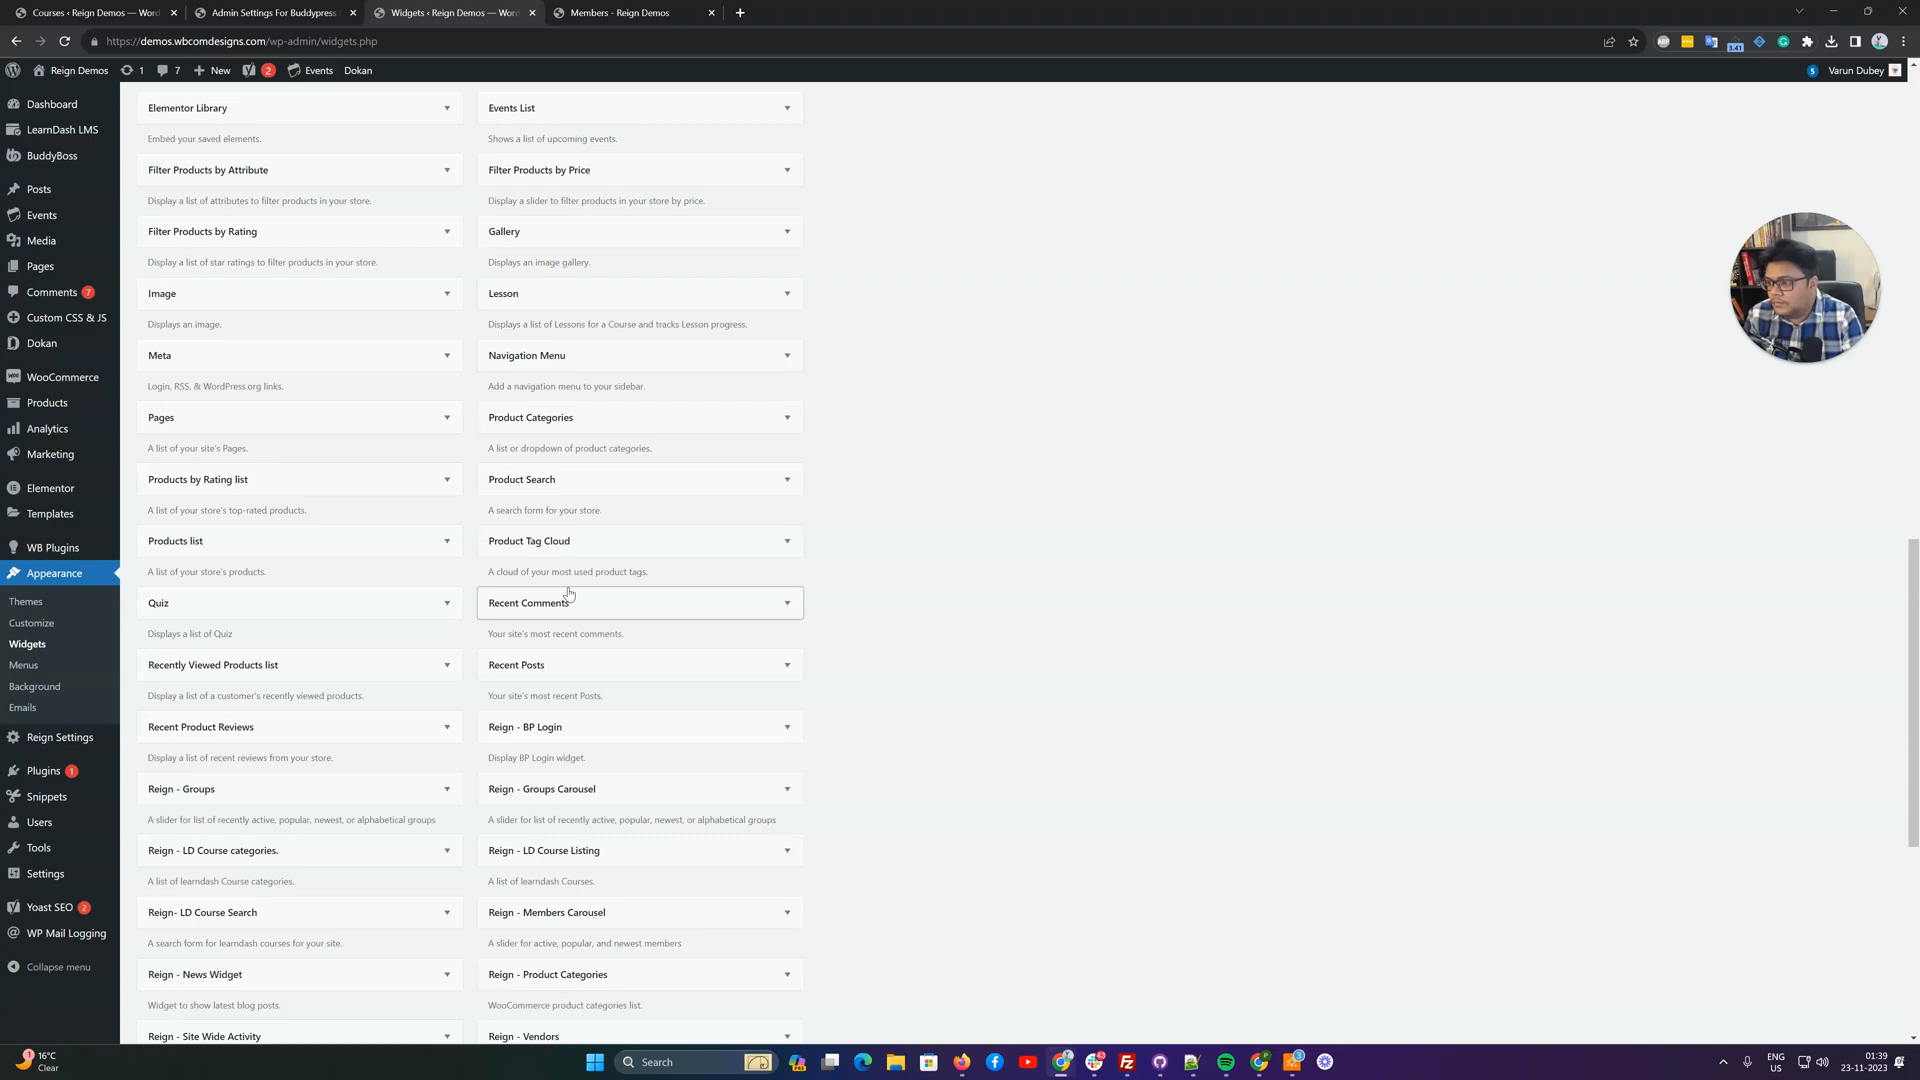 Courses ‹ Reign Demos — Word
Admin Settings For Buddypress
Widgets ‹ Reign Demos — Word
Members - Reign Demos
https://demos.wbcomdesigns.com/wp-admin/widgets.php
3.41
Reign Demos
1
7
New
2
Events
Dokan
S
Varun Dubey
Dashboard
LearnDash LMS
BuddyBoss
Posts
Events
Media
Pages
Comments 7
Custom CSS & JS
Dokan
WooCommerce
Products
Analytics
Marketing
Elementor
Templates
WB Plugins
Appearance
Themes
Customize
Widgets
Menus
Background
Emails
Reign Settings
Plugins 1
Snippets
Users
Tools
Settings
Yoast SEO 2
WP Mail Logging
Collapse menu
Elementor Library
Embed your saved elements.
Events List
Shows a list of upcoming events.
Filter Products by Attribute
Display a list of attributes to filter products in your store.
Filter Products by Price
Display a slider to filter products in your store by price.
Filter Products by Rating
Display a list of star ratings to filter products in your store.
Gallery
Displays an image gallery.
Image
Displays an image.
Lesson
Displays a list of Lessons for a Course and tracks Lesson progress.
Meta
Login, RSS, & WordPress.org links.
Navigation Menu
Add a navigation menu to your sidebar.
Pages
A list of your site's Pages.
Product Categories
A list or dropdown of product categories.
Products by Rating list
A list of your store's top-rated products.
Product Search
A search form for your store.
Products list
A list of your store's products.
Product Tag Cloud
A cloud of your most used product tags.
Quiz
Displays a list of Quiz
Recent Comments
Your site's most recent comments.
Recently Viewed Products list
Display a list of a customer's recently viewed products.
Recent Posts
Your site's most recent Posts.
Recent Product Reviews
Display a list of recent reviews from your store.
Reign - BP Login
Display BP Login widget.
Reign - Groups
A slider for list of recently active, popular, newest, or alphabetical groups
Reign - Groups Carousel
A slider for list of recently active, popular, newest, or alphabetical groups
Reign - LD Course categories.
A list of learndash Course categories.
Reign - LD Course Listing
A list of learndash Courses.
Reign- LD Course Search
A search form for learndash courses for your site.
Reign - Members Carousel
A slider for active, popular, and newest members
Reign - News Widget
Widget to show latest blog posts.
Reign - Product Categories
WooCommerce product categories list.
Reign - Site Wide Activity
Reign - Vendors
1
16°C
Clear
Search
43
3
ENG
US
01:39
23-11-2023